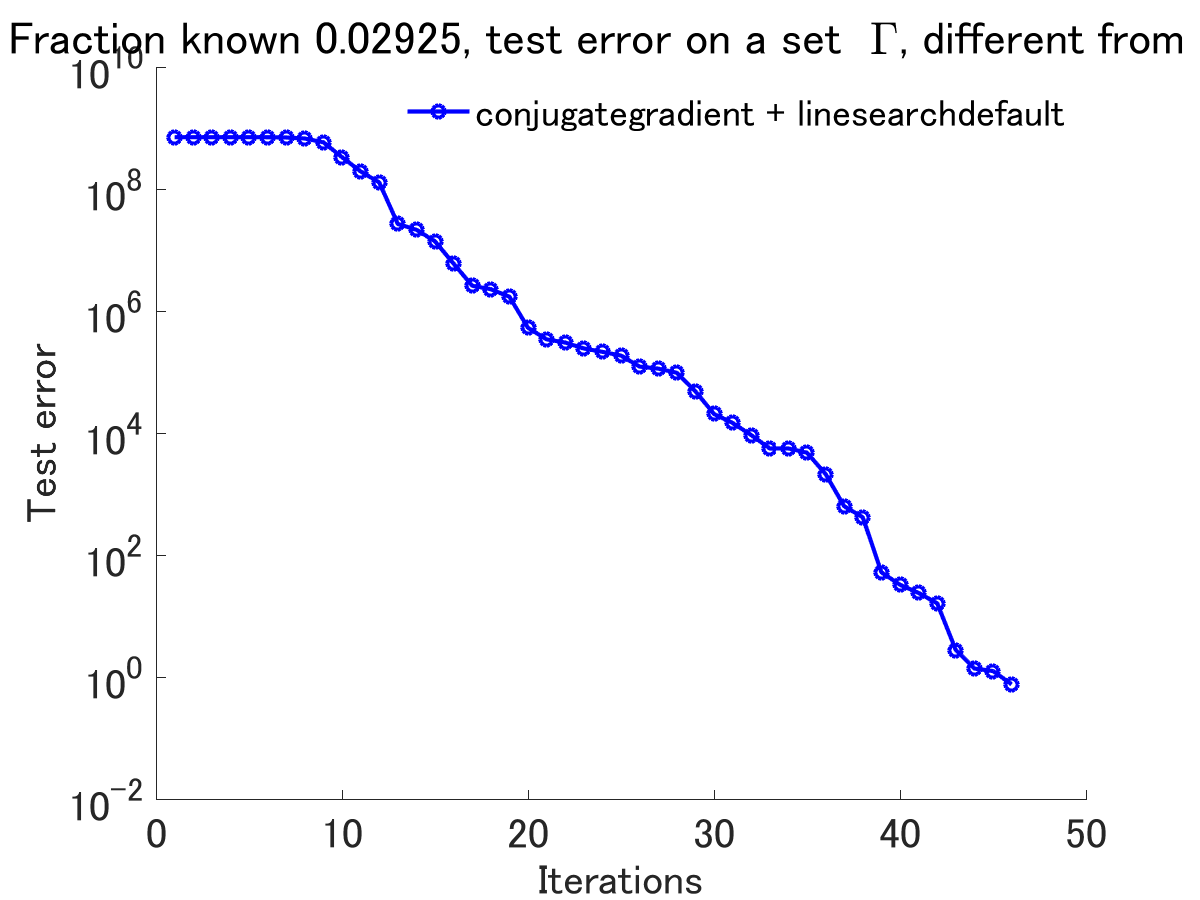 Fraction known 0.02925, test error on a set Γ, different from
conjugategradient + linesearchdefault
10^10
10^8
10^6
10^4
10^2
10^0
10^−2
Test error
0 10 20 30 40 50
Iterations